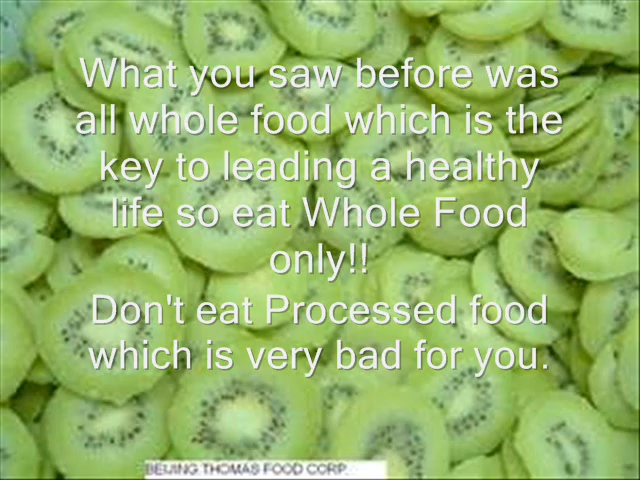 What you saw before was
all whole food which is the
key to leading a healthy
life so eat Whole Food
only!!
Don't eat Processed food
which is very bad for you.
BEIJING THOMAS FOOD CORP.